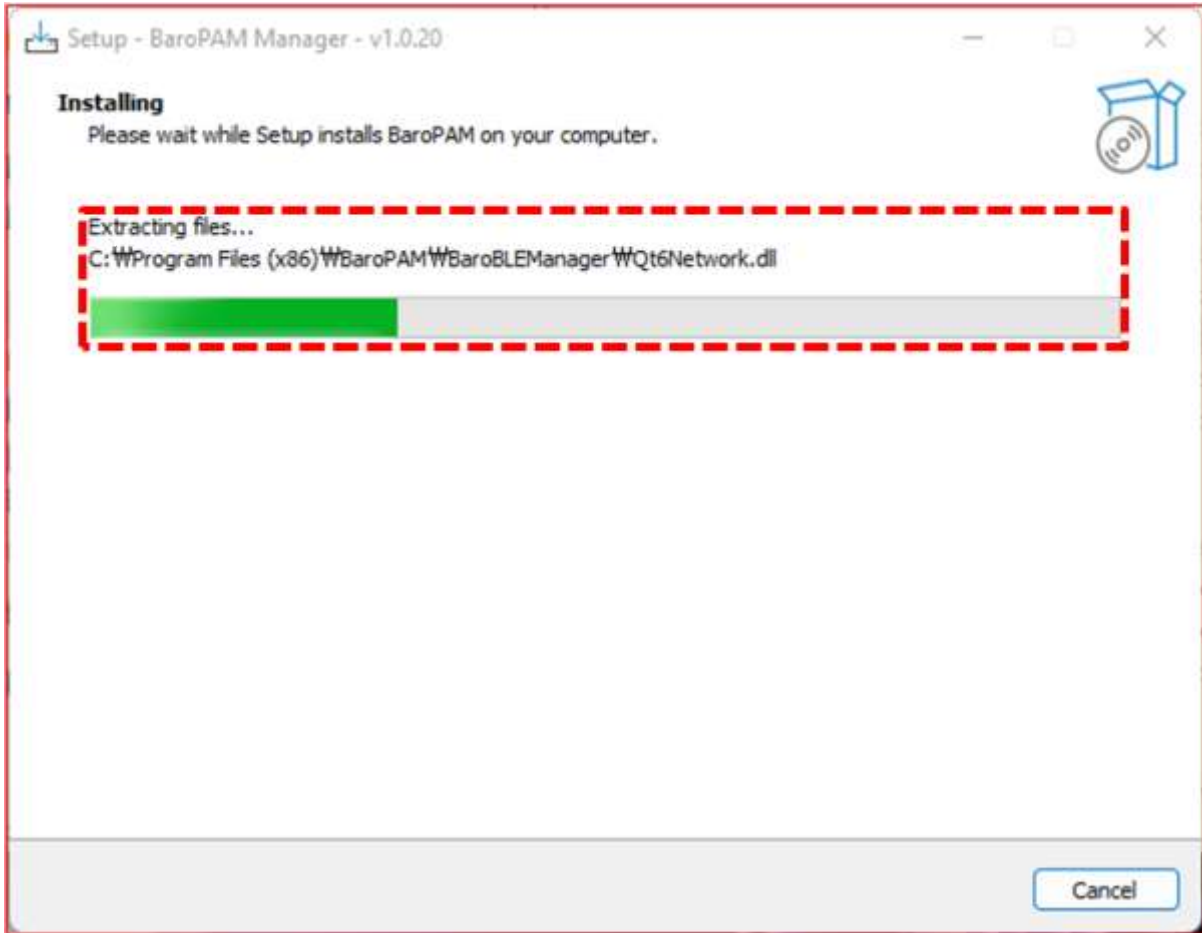 Setup - BaroPAM Manager - v1.0.20
Installing
Please wait while Setup installs BaroPAM on your computer.
Extracting files...
C:₩Program Files (x86)₩BaroPAM₩BaroBLEManager₩Qt6Network.dll
Cancel